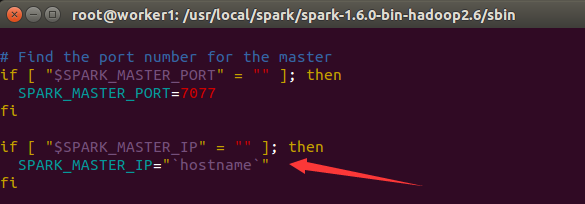 root@worker1: /usr/local/spark/spark-1.6.0-bin-hadoop2.6/sbin
# Find the port number for the master
if [ "$SPARK_MASTER_PORT" = "" ]; then
  SPARK_MASTER_PORT=7077
fi
if [ "$SPARK_MASTER_IP" = "" ]; then
  SPARK_MASTER_IP="`hostname`"
fi